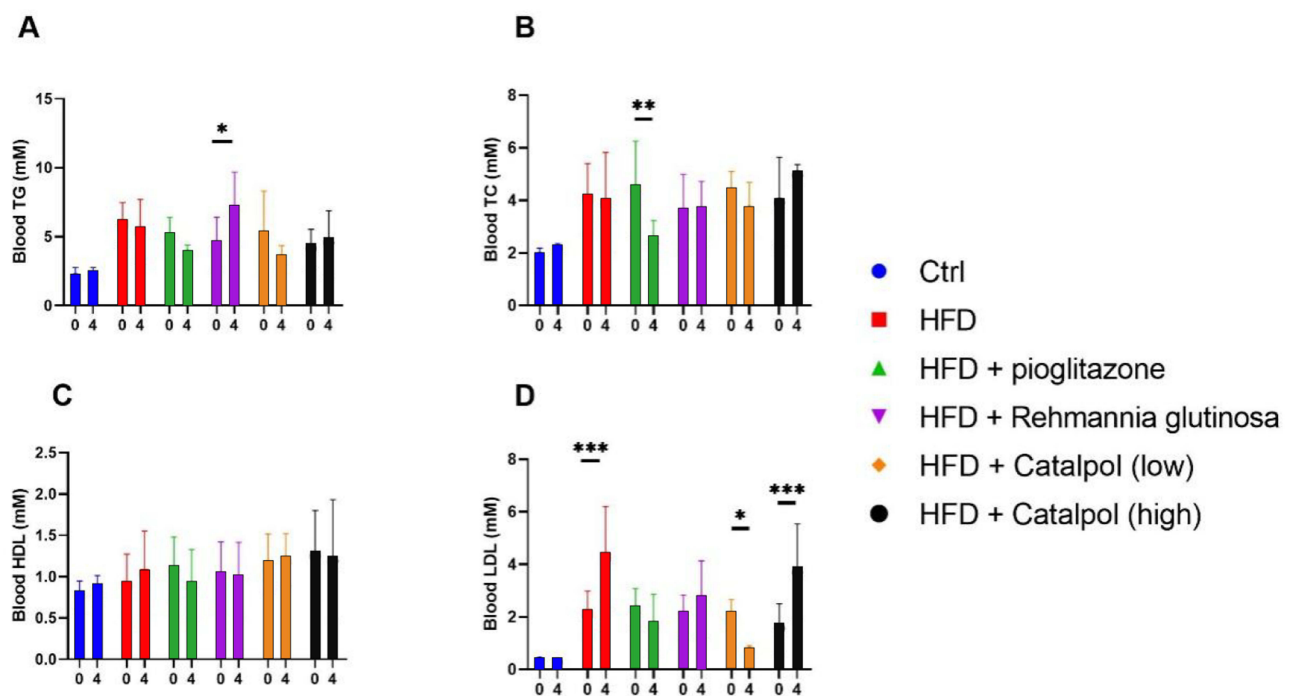 A
Blood TG (mM)
15
10
5
0
*
0 4 0 4 0 4 0 4 0 4 0 4
B
Blood TC (mM)
8
6
4
2
0
**
0 4 0 4 0 4 0 4 0 4 0 4
Ctrl
HFD
HFD + pioglitazone
HFD + Rehmannia glutinosa
HFD + Catalpol (low)
HFD + Catalpol (high)
C
Blood HDL (mM)
2.5
2.0
1.5
1.0
0.5
0.0
0 4 0 4 0 4 0 4 0 4 0 4
D
Blood LDL (mM)
8
6
4
2
0
*** * ***
0 4 0 4 0 4 0 4 0 4 0 4